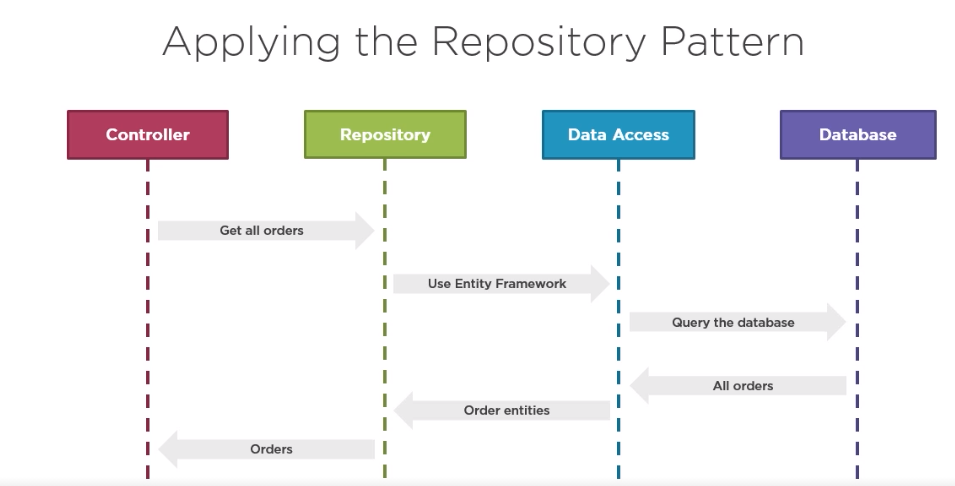 Applying the Repository Pattern
Controller
Repository
Data Access
Database
Get all orders
Use Entity Framework
Query the database
All orders
Order entities
Orders